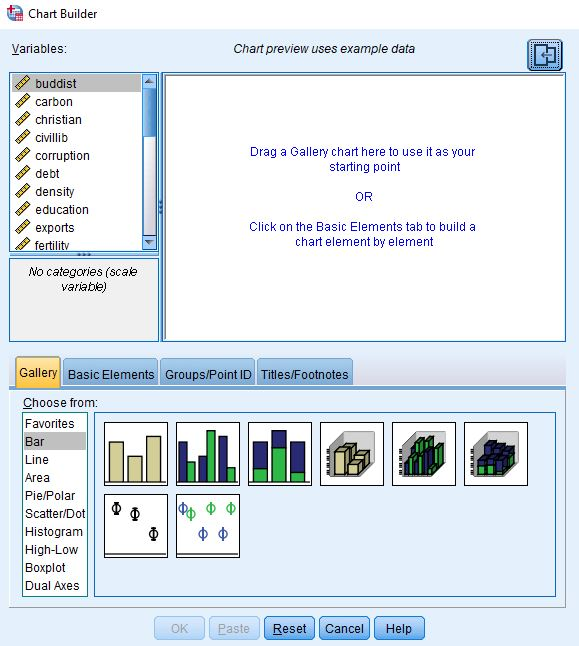 Chart Builder
Variables:
Chart preview uses example data
buddist
carbon
christian
civillib
corruption
debt
density
education
exports
fertility
No categories (scale
variable)
Drag a Gallery chart here to use it as your
starting point
OR
Click on the Basic Elements tab to build a
chart element by element
Gallery
Basic Elements
Groups/Point ID
Titles/Footnotes
Choose from:
Favorites
Bar
Line
Area
Pie/Polar
Scatter/Dot
Histogram
High-Low
Boxplot
Dual Axes
OK
Paste
Reset
Cancel
Help